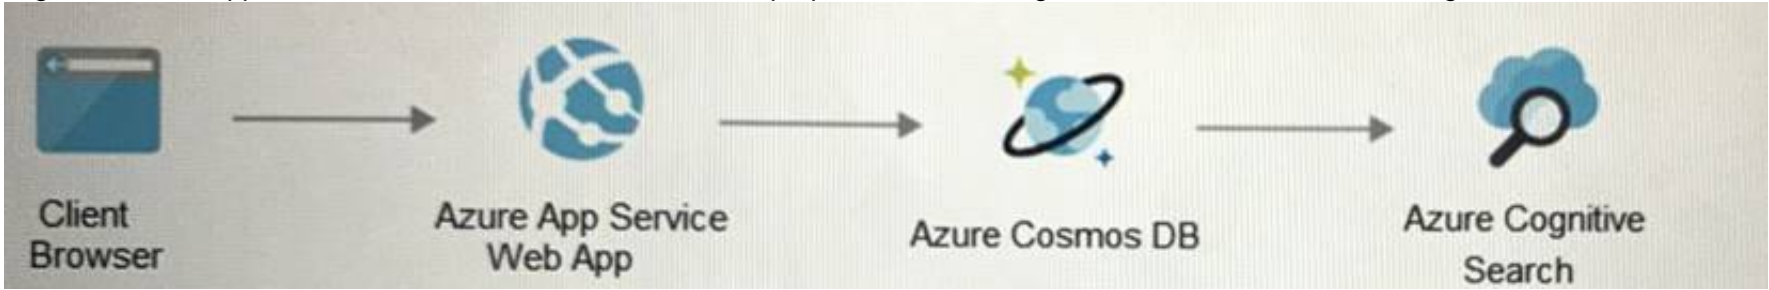 Client
Browser
Azure App Service
Web App
Azure Cosmos DB
Azure Cognitive
Search